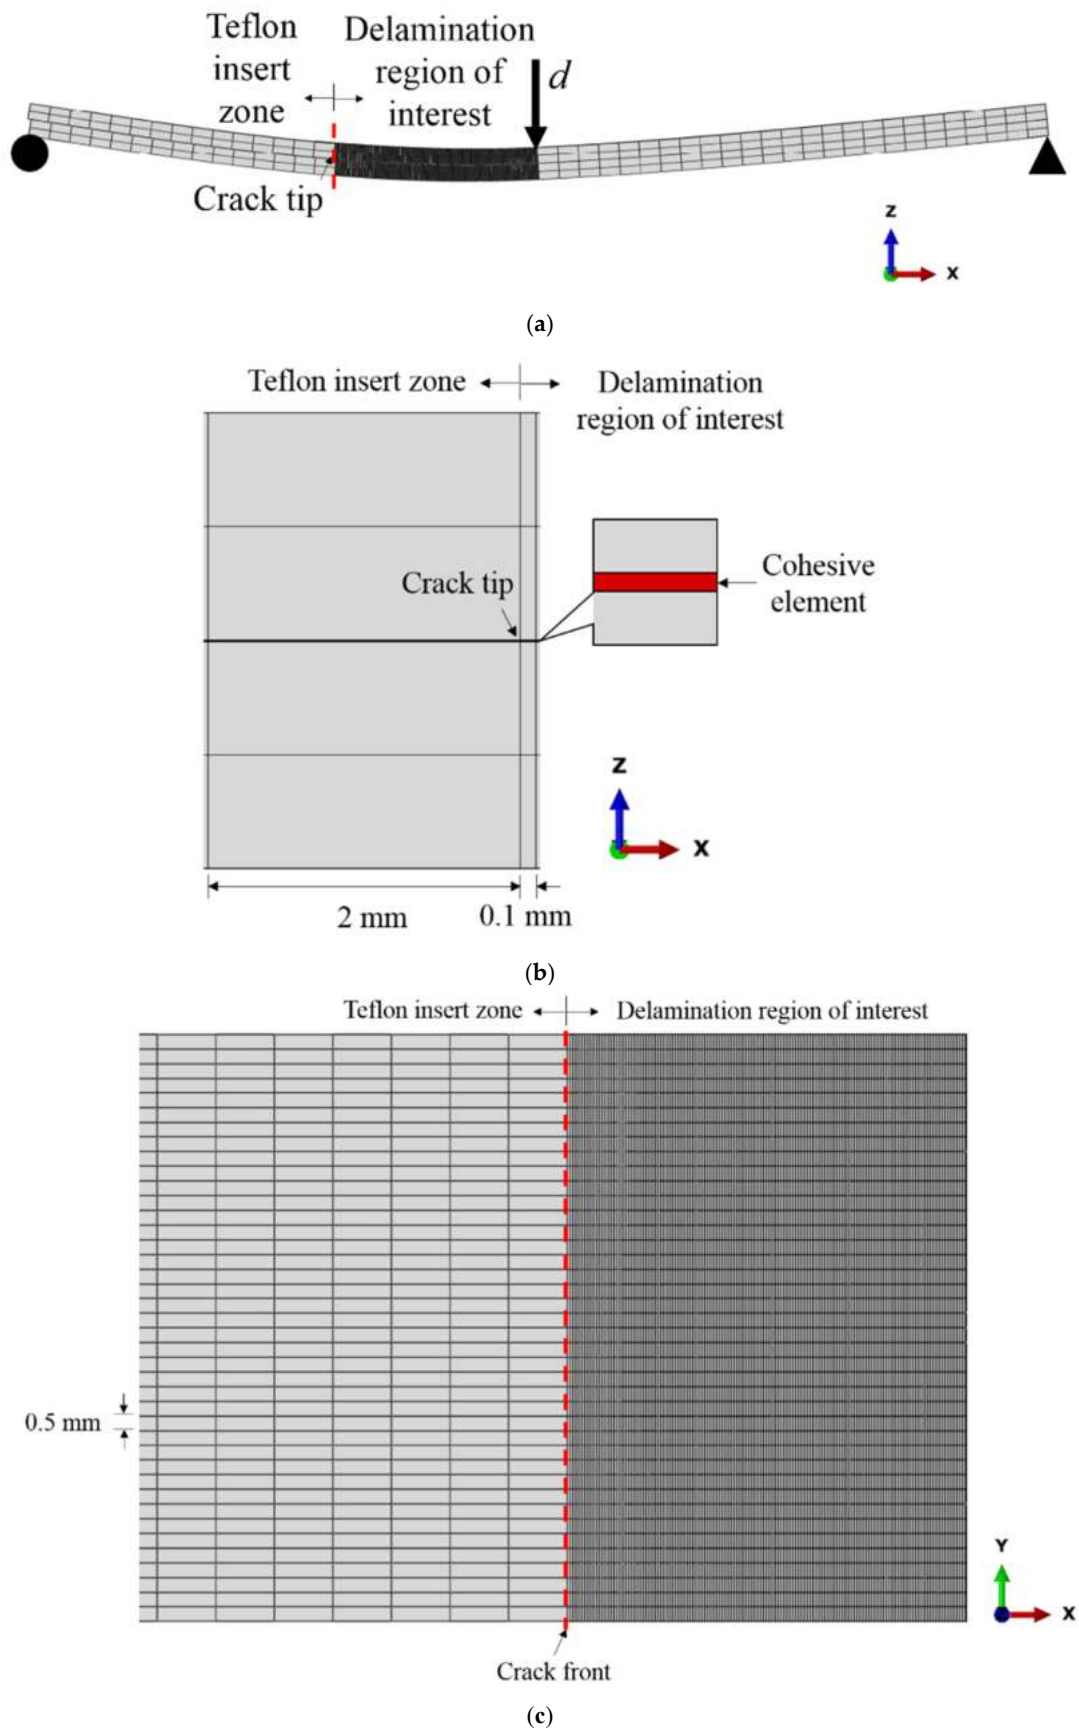 Teflon
insert
zone
Delamination
region of
interest
d
Crack tip
z
x
(a)
Teflon insert zone
Delamination
region of interest
Crack tip
Cohesive
element
Z
X
2 mm
0.1 mm
(b)
Teflon insert zone
Delamination region of interest
0.5 mm
Y
X
Crack front
(c)